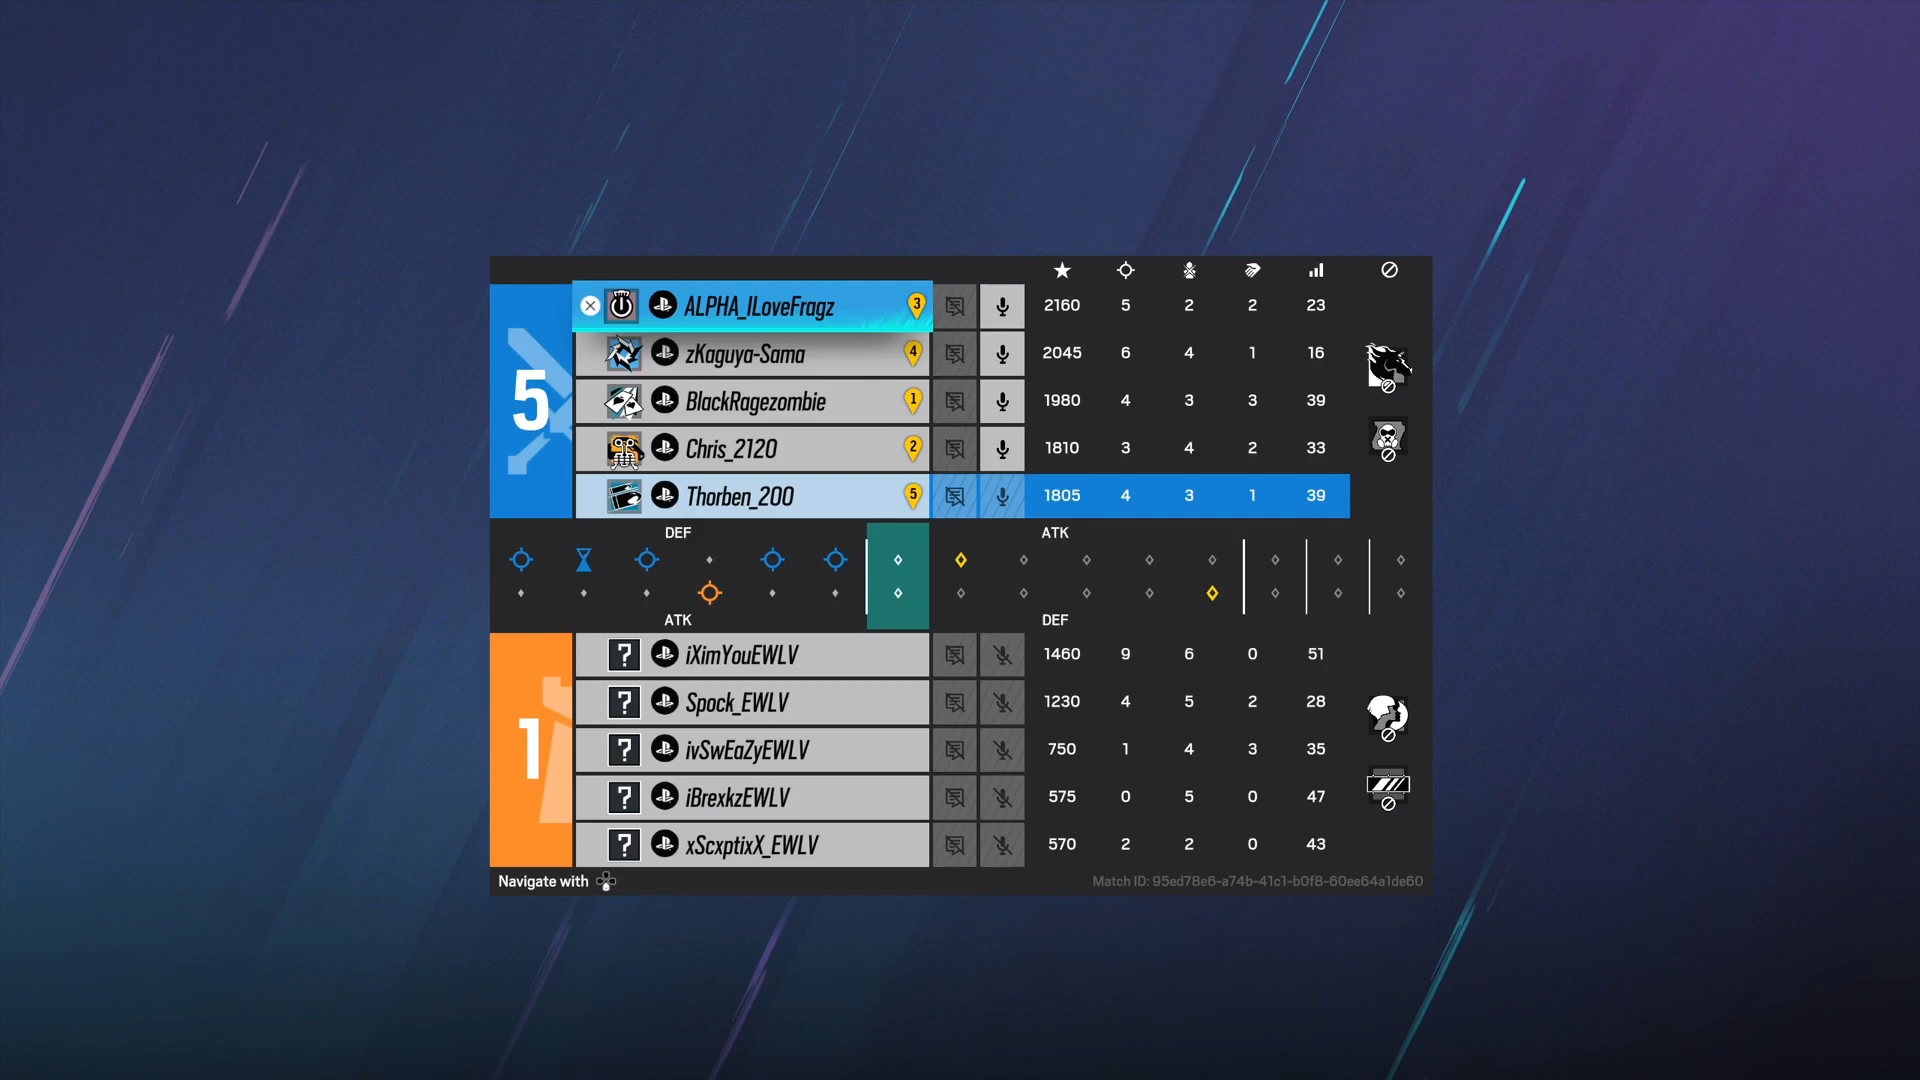 ALPHA_ILoveFragz 3 2160 5 2 2 23
5
zKaguya-Sama 4 2045 6 4 1 16
BlackRagezombie 1 1980 4 3 3 39
Chris_2120 2 1810 3 4 2 33
Thorben_200 5 1805 4 3 1 39
DEF ATK
ATK DEF
1
? iXimYouEWLV 1460 9 6 0 51
? Spock_EWLV 1230 4 5 2 28
? ivSwEaZyEWLV 750 1 4 3 35
? iBrexkzEWLV 575 0 5 0 47
? xScxptixX_EWLV 570 2 2 0 43
Navigate with Match ID: 95ed78e6-a74b-41c1-b0f8-60ee64a1de60